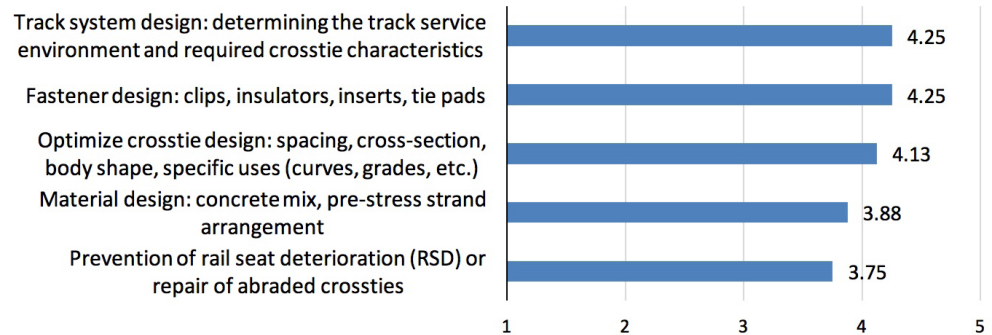 Track system design: determining the track service
environment and required crosstie characteristics
4.25
Fastener design: clips, insulators, inserts, tie pads
4.25
Optimize crosstie design: spacing, cross-section,
body shape, specific uses (curves, grades, etc.)
4.13
Material design: concrete mix, pre-stress strand
arrangement
3.88
Prevention of rail seat deterioration (RSD) or
repair of abraded crossties
3.75
1 2 3 4 5